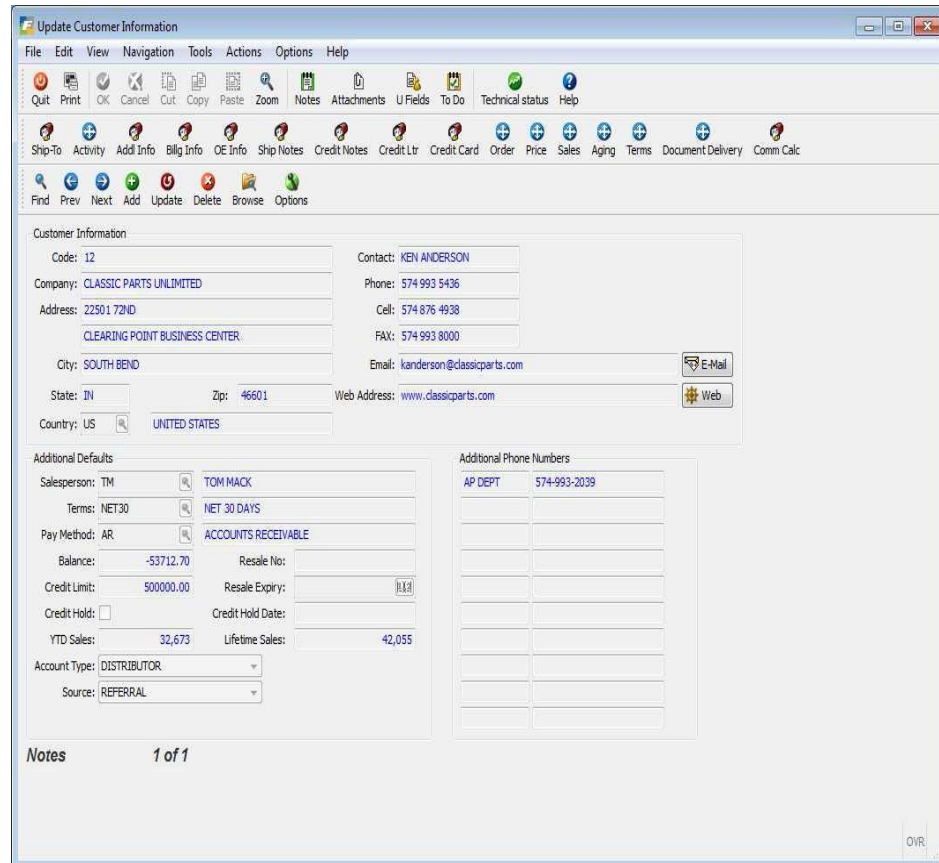 Update Customer Information
File Edit View Navigation Tools Actions Options Help
Quit Print OK Cancel Cut Copy Paste Zoom Notes Attachments U Fields To Do Technical status Help
Ship-To Activity Addl Info Billg Info OE Info Ship Notes Credit Notes Credit Ltr Credit Card Order Price Sales Aging Terms Document Delivery Comm Calc
Find Prev Next Add Update Delete Browse Options
Customer Information
Code: 12 Contact: KEN ANDERSON
Company: CLASSIC PARTS UNLIMITED Phone: 574 993 5436
Address: 22501 72ND Cell: 574 876 4938
CLEARING POINT BUSINESS CENTER FAX: 574 993 8000
City: SOUTH BEND Email: kanderson@classicparts.com E-Mail
State: IN Zip: 46601 Web Address: www.classicparts.com Web
Country: US UNITED STATES
Additional Defaults Additional Phone Numbers
Salesperson: TM TOM MACK AP DEPT 574-993-2039
Terms: NET30 NET 30 DAYS
Pay Method: AR ACCOUNTS RECEIVABLE
Balance: -53712.70 Resale No:
Credit Limit: 500000.00 Resale Expiry:
Credit Hold: Credit Hold Date:
YTD Sales: 32,673 Lifetime Sales: 42,055
Account Type: DISTRIBUTOR
Source: REFERRAL
Notes 1 of 1
OVR